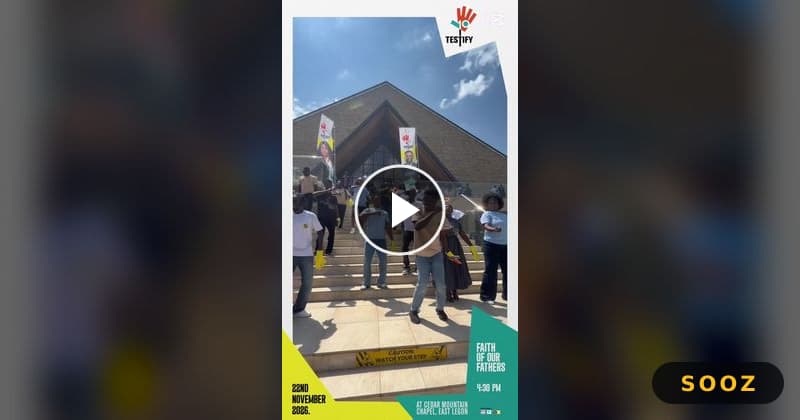 TESTIFY
CAUTION
WATCH YOUR STEP
FAITH
OF OUR
FATHERS
4:30 PM
22ND
NOVEMBER
2025.
AT CEDAR MOUNTAIN
CHAPEL, EAST LEGON
SOOZ